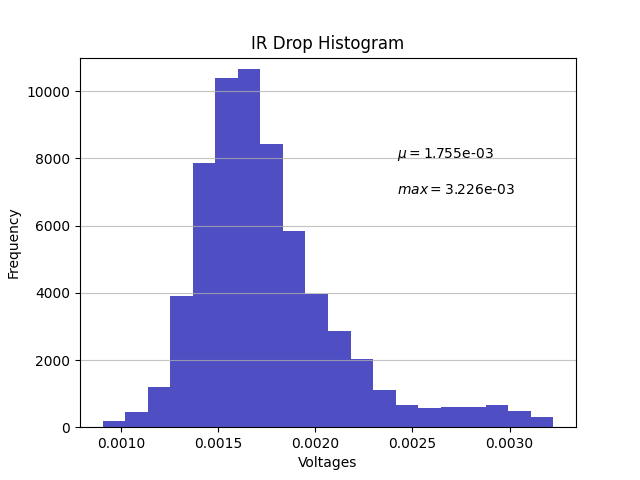 IR Drop Histogram
10000
8000
6000
4000
2000
0
Frequency
μ = 1.755e-03
max = 3.226e-03
0.0010 0.0015 0.0020 0.0025 0.0030
Voltages